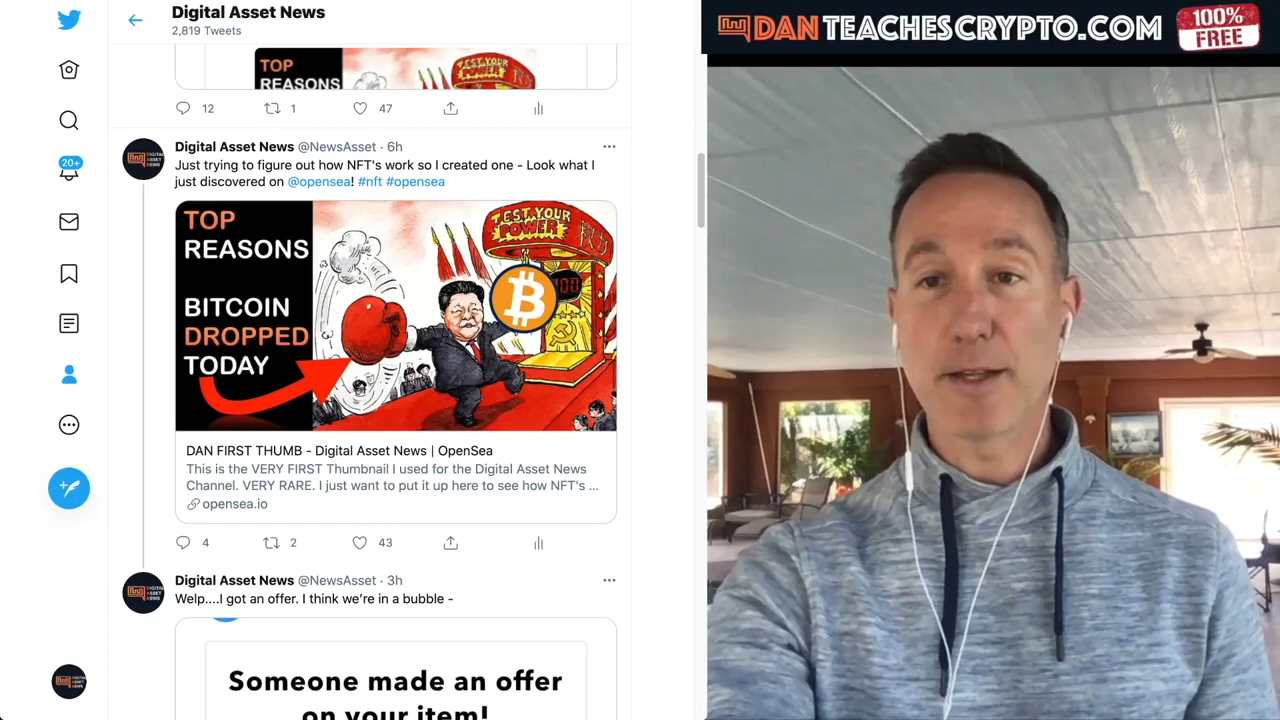 Digital Asset News
2,819 Tweets
TOP
REASONS
TEST YOUR
POWER
12
1
47
20+
Digital Asset News @NewsAsset · 6h
Just trying to figure out how NFT's work so I created one - Look what I
just discovered on @opensea! #nft #opensea
TOP
REASONS
BITCOIN
DROPPED
TODAY
TEST YOUR
POWER
DAN FIRST THUMB - Digital Asset News | OpenSea
This is the VERY FIRST Thumbnail I used for the Digital Asset News
Channel. VERY RARE. I just want to put it up here to see how NFT's ...
opensea.io
4
2
43
Digital Asset News @NewsAsset · 3h
Welp....I got an offer. I think we're in a bubble -
Someone made an offer
on your item!
DANTEACHESCRYPTO.COM
100%
FREE